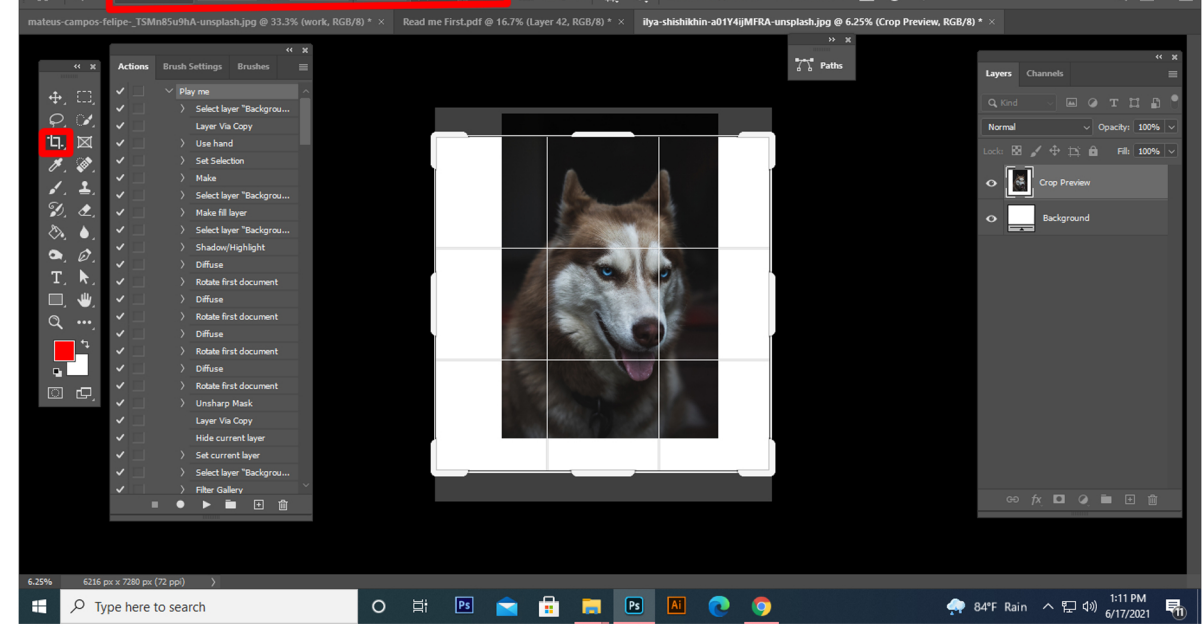 mateus-campos-felipe-_TSMn85u9hA-unsplash.jpg @ 33.3% (work, RGB/8) * ×
Read me First.pdf @ 16.7% (Layer 42, RGB/8) * ×
ilya-shishikhin-a01Y4ijMFRA-unsplash.jpg @ 6.25% (Crop Preview, RGB/8) * ×
Actions
Brush Settings
Brushes
Play me
Select layer "Backgrou...
Layer Via Copy
Use hand
Set Selection
Make
Select layer "Backgrou...
Make fill layer
Select layer "Backgrou...
Shadow/Highlight
Diffuse
Rotate first document
Diffuse
Rotate first document
Diffuse
Rotate first document
Diffuse
Rotate first document
Unsharp Mask
Layer Via Copy
Hide current layer
Set current layer
Select layer "Backgrou...
Filter Gallery
Paths
Layers
Channels
Kind
Normal
Opacity: 100%
Lock:
Fill: 100%
Crop Preview
Background
6.25%
6216 px x 7280 px (72 ppi)
Type here to search
Ps
Ps
Ai
84°F Rain
1:11 PM
6/17/2021